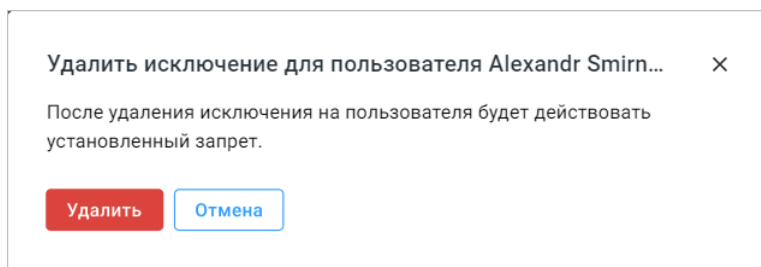 Удалить исключение для пользователя Alexandr Smirn...
После удаления исключения на пользователя будет действовать
установленный запрет.
Удалить
Отмена